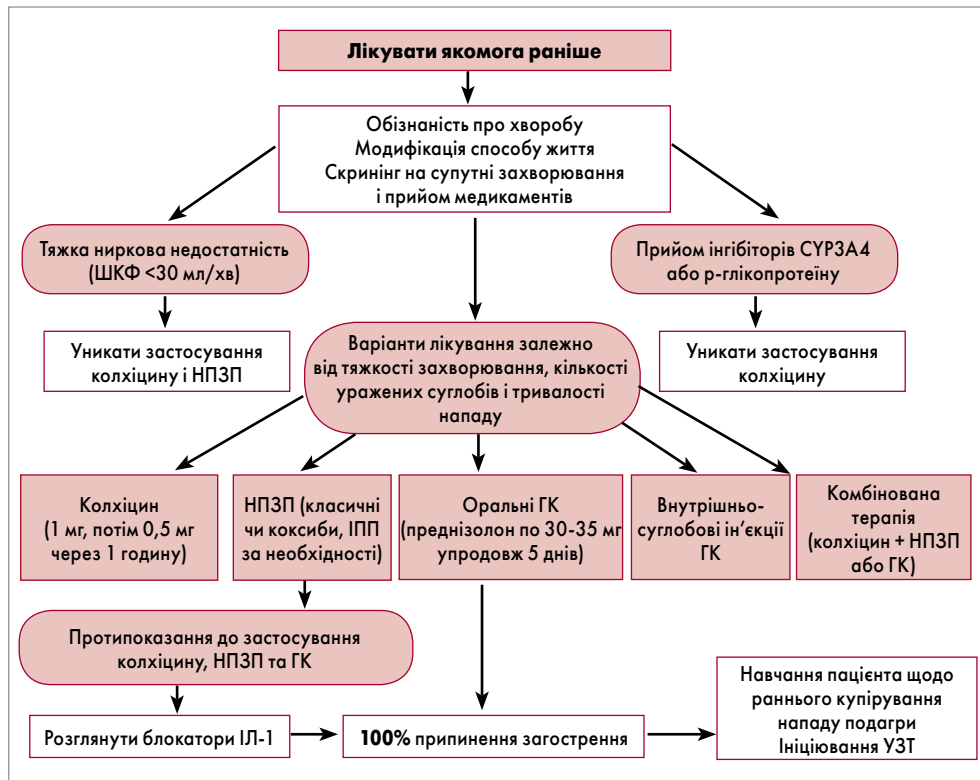 Лікувати якомога раніше
Обізнаність про хворобу
Модифікація способу життя
Скринінг на супутні захворювання
і прийом медикаментів
Тяжка ниркова недостатність
(ШКФ <30 мл/хв)
Прийом інгібіторів CYP3A4
або р-глікопротеїну
Уникати застосування
колхіцину і НПЗП
Варіанти лікування залежно
від тяжкості захворювання, кількості
уражених суглобів і тривалості
нападу
Уникати застосування
колхіцину
Колхіцин
(1 мг, потім 0,5 мг
через 1 годину)
НПЗП (класичні
чи коксиби, ІПП
за необхідності)
Оральні ГК
(преднізолон по 30-35 мг
упродовж 5 днів)
Внутрішньо-
суглобові ін’єкції
ГК
Комбінована
терапія
(колхіцин + НПЗП
або ГК)
Протипоказання до застосування
колхіцину, НПЗП та ГК
Розглянути блокатори ІЛ-1
100% припинення загострення
Навчання пацієнта щодо
раннього купірування
нападу подагри
Ініціювання УЗТ